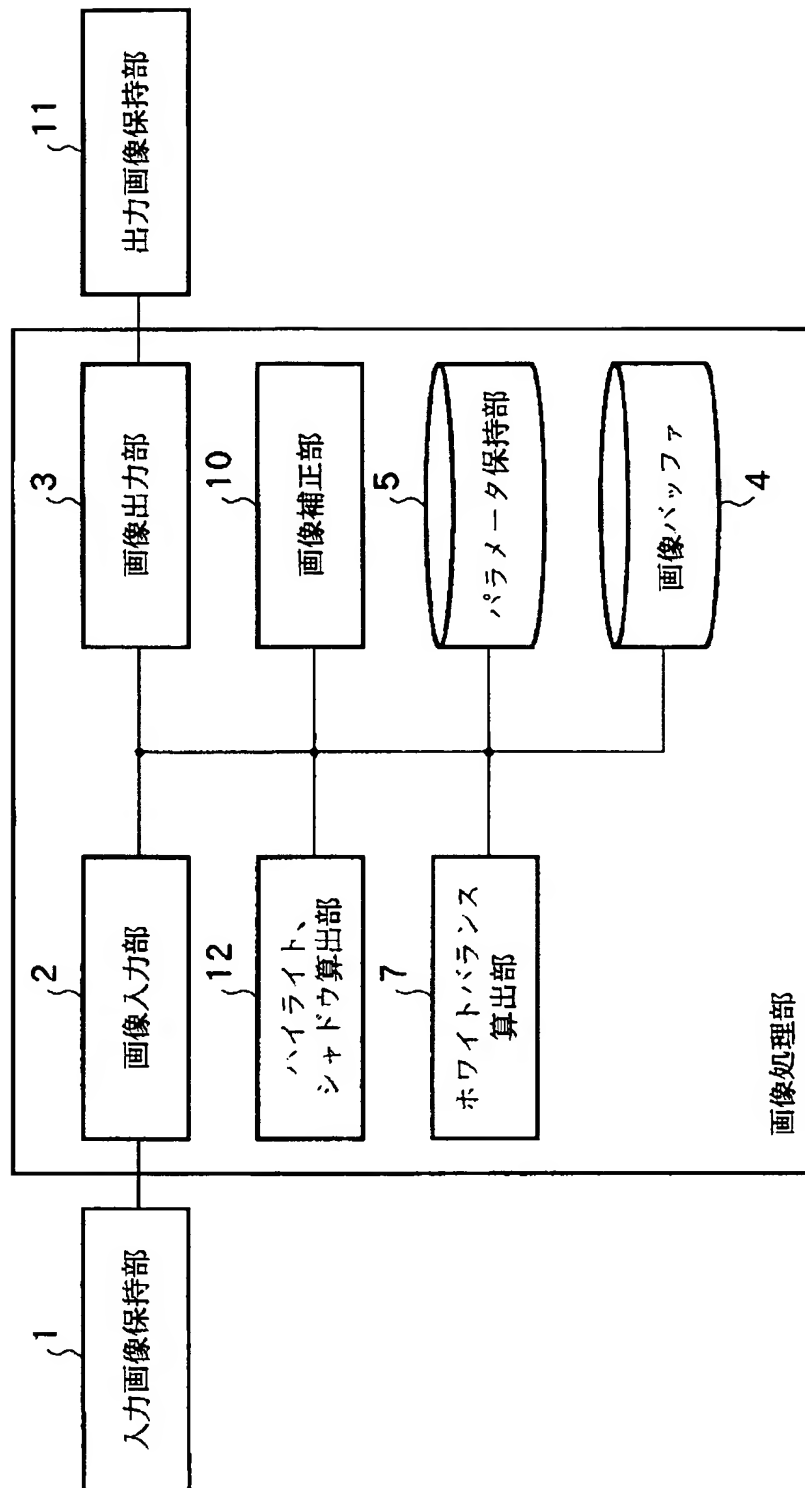 1
入力画像保持部
2
画像入力部
3
画像出力部
11
出力画像保持部
12
ハイライト、
シャドウ算出部
10
画像補正部
7
ホワイトバランス
算出部
5
パラメータ保持部
画像バッファ
4
画像処理部